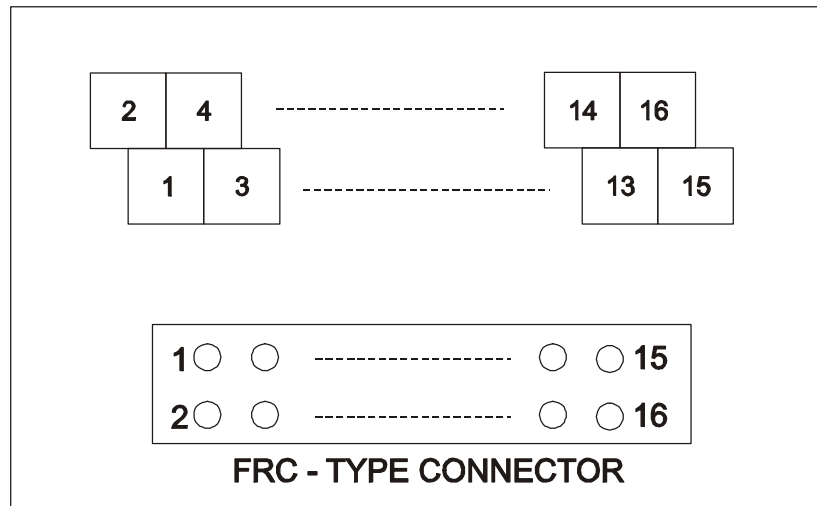 2 4 14 16
1 3 13 15
1 15
2 16
FRC - TYPE CONNECTOR